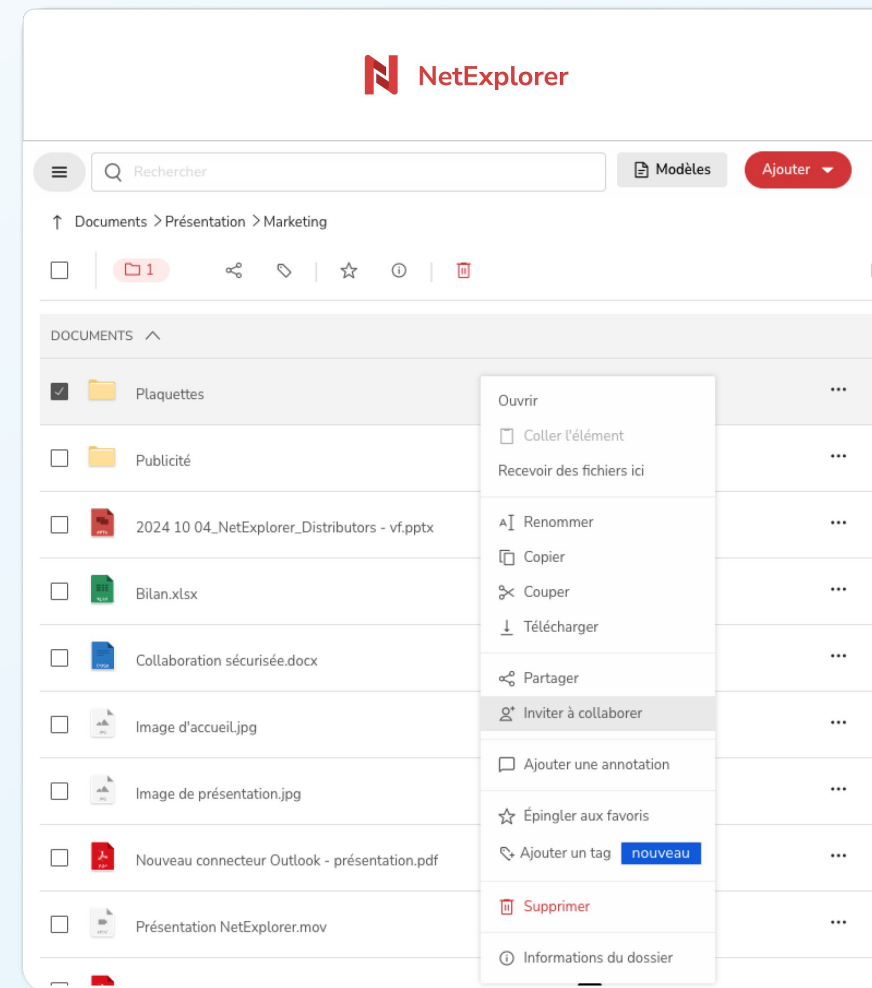 NetExplorer
Rechercher
Modèles
Ajouter
Documents > Présentation > Marketing
1
DOCUMENTS
Plaquettes
Publicité
2024 10 04_NetExplorer_Distributors - vf.pptx
Bilan.xlsx
Collaboration sécurisée.docx
Image d'accueil.jpg
Image de présentation.jpg
Nouveau connecteur Outlook - présentation.pdf
Présentation NetExplorer.mov
Ouvrir
Coller l'élément
Recevoir des fichiers ici
Renommer
Copier
Couper
Télécharger
Partager
Inviter à collaborer
Ajouter une annotation
Épingler aux favoris
Ajouter un tag nouveau
Supprimer
Informations du dossier